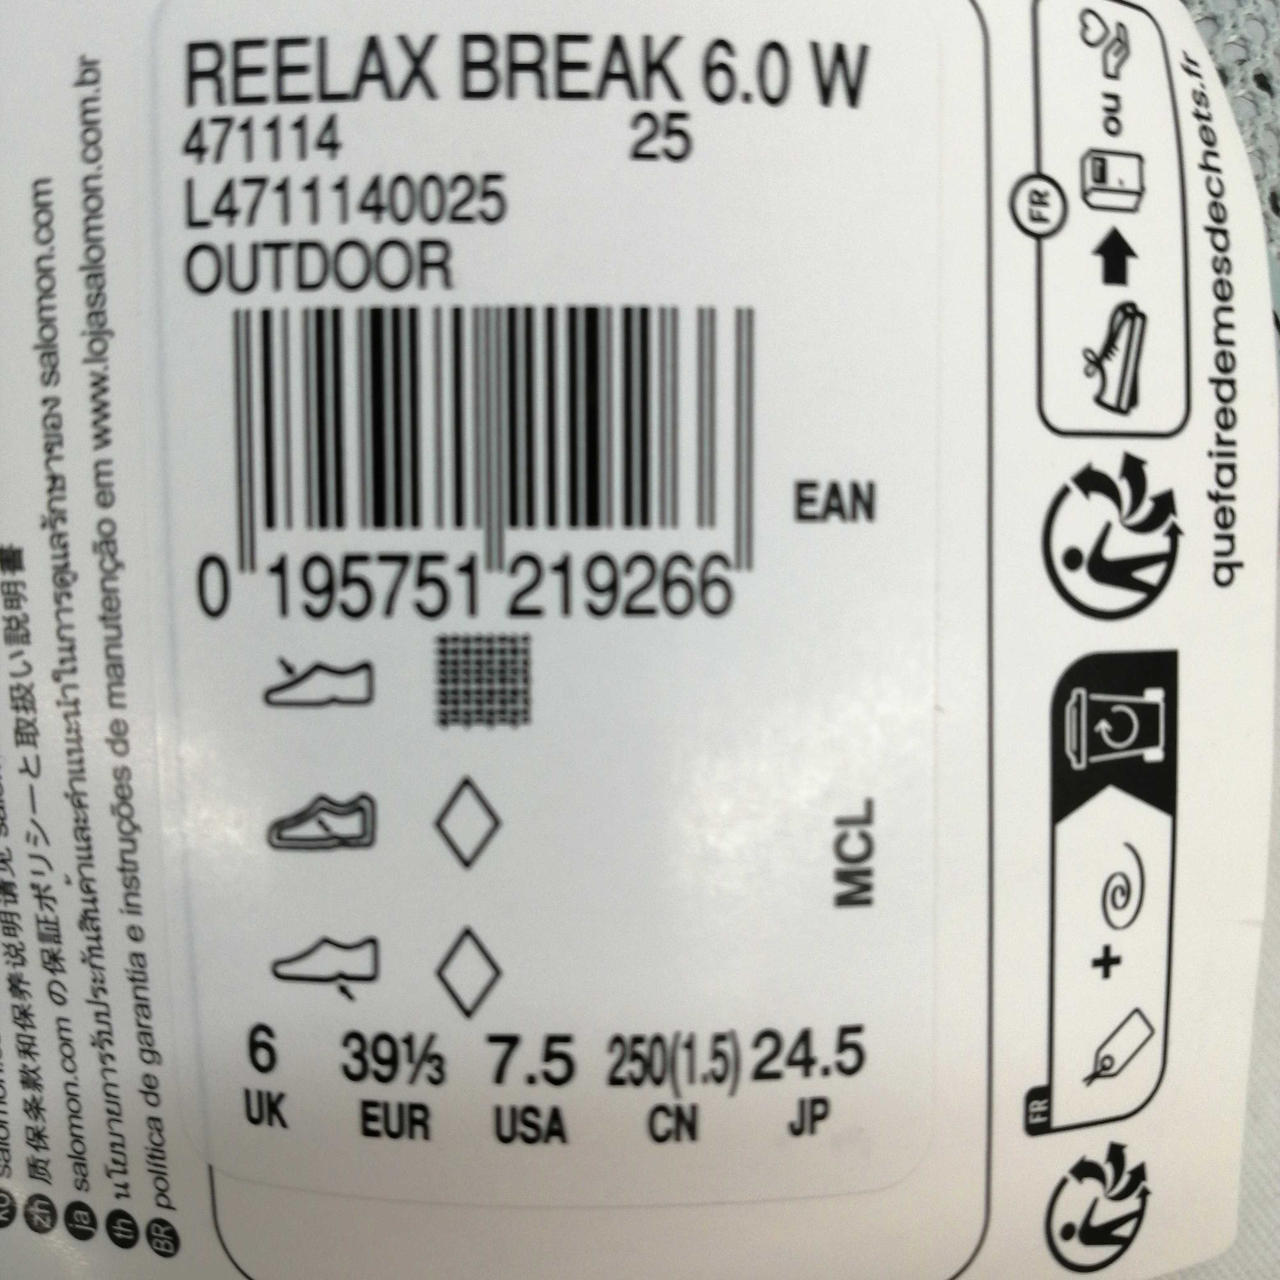 REELAX BREAK 6.0 W
471114 25
L4711140025
OUTDOOR
EAN
0 195751 219266
MCL
6 39⅓ 7.5 250(1.5) 24.5
UK EUR USA CN JP
FR
ou
quefairedemesdechets.fr
FR
+
zh 质保条款和保养说明请见
ja salomon.com の保証ポリシーと取扱い説明書
th นโยบายการรับประกันสินค้าและคำแนะนำในการดูแลรักษาของ salomon.com
BR política de garantia e instruções de manutenção em www.lojasalomon.com.br